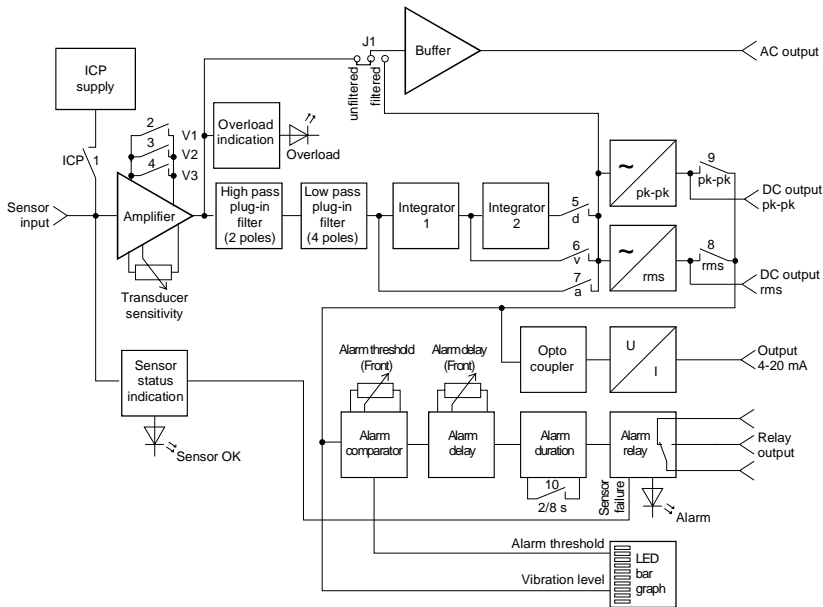 J1
Buffer
AC output
ICP
supply
unfiltered
filtered
2
V1
3
V2
4
V3
ICP
1
Overload
indication
Overload
~
pk-pk
9
pk-pk
DC output
pk-pk
Sensor
input
Amplifier
High pass
plug-in
filter
(2 poles)
Low pass
plug-in
filter
(4 poles)
Integrator
1
Integrator
2
5
d
6
v
7
a
~
rms
8
rms
DC output
rms
Transducer
sensitivity
Sensor
status
indication
Sensor OK
Alarm threshold
(Front)
Alarm delay
(Front)
Opto
coupler
U
I
Output
4-20 mA
Alarm
comparator
Alarm
delay
Alarm
duration
Alarm
relay
Relay
output
10
2/8 s
Sensor
failure
Alarm
Alarm threshold
Vibration level
LED
bar
graph